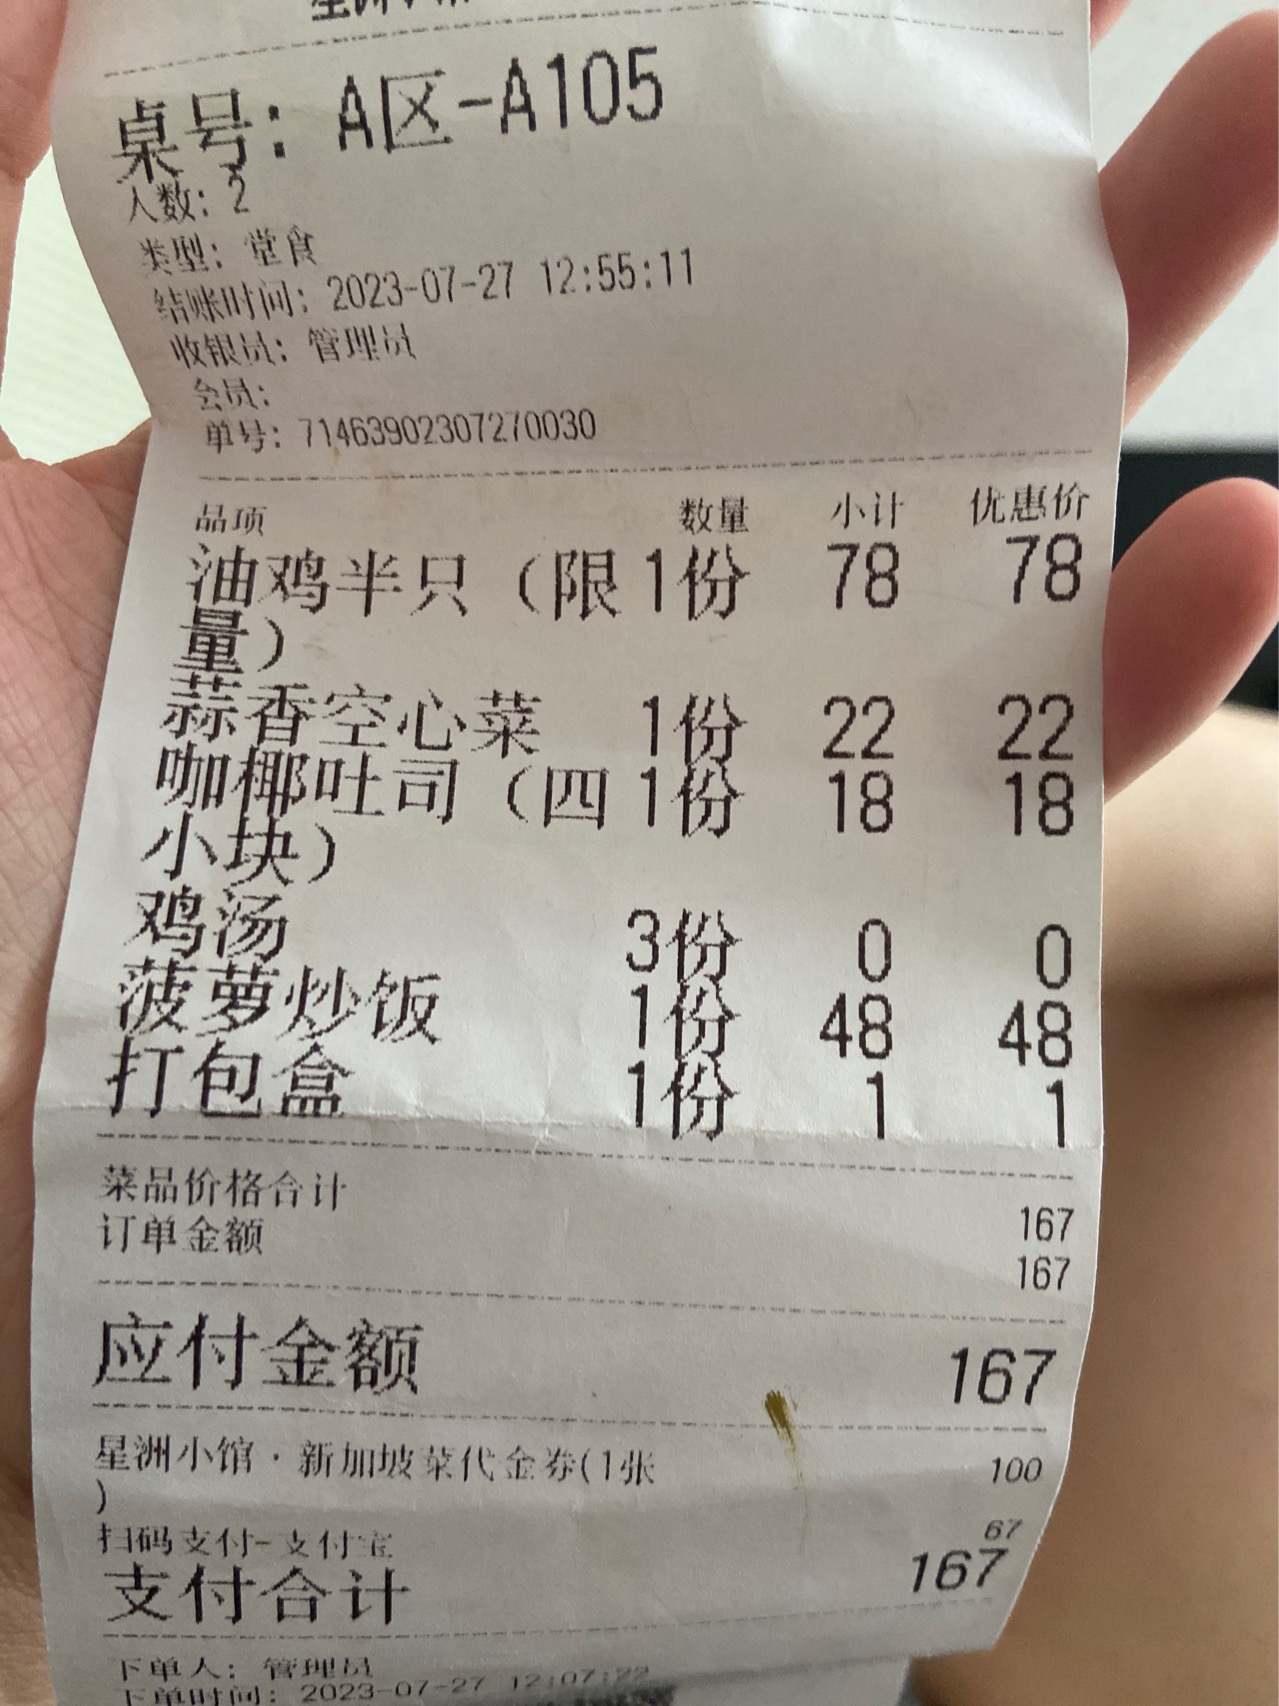 桌号：A区-A105
人数：2
类型：堂食
结账时间：2023-07-27 12:55:11
收银员：管理员
会员：
单号：71463902307270030
品项 数量 小计 优惠价
油鸡半只（限 1份 78 78
量）
蒜香空心菜 1份 22 22
咖椰吐司（四 1份 18 18
小块）
鸡汤 3份 0 0
菠萝炒饭 1份 48 48
打包盒 1份 1 1
菜品价格合计 167
订单金额 167
应付金额 167
星洲小馆·新加坡菜代金券(1张 100
)
扫码支付-支付宝 67
支付合计 167
下单人：管理员
下单时间：2023-07-27 12:07:22